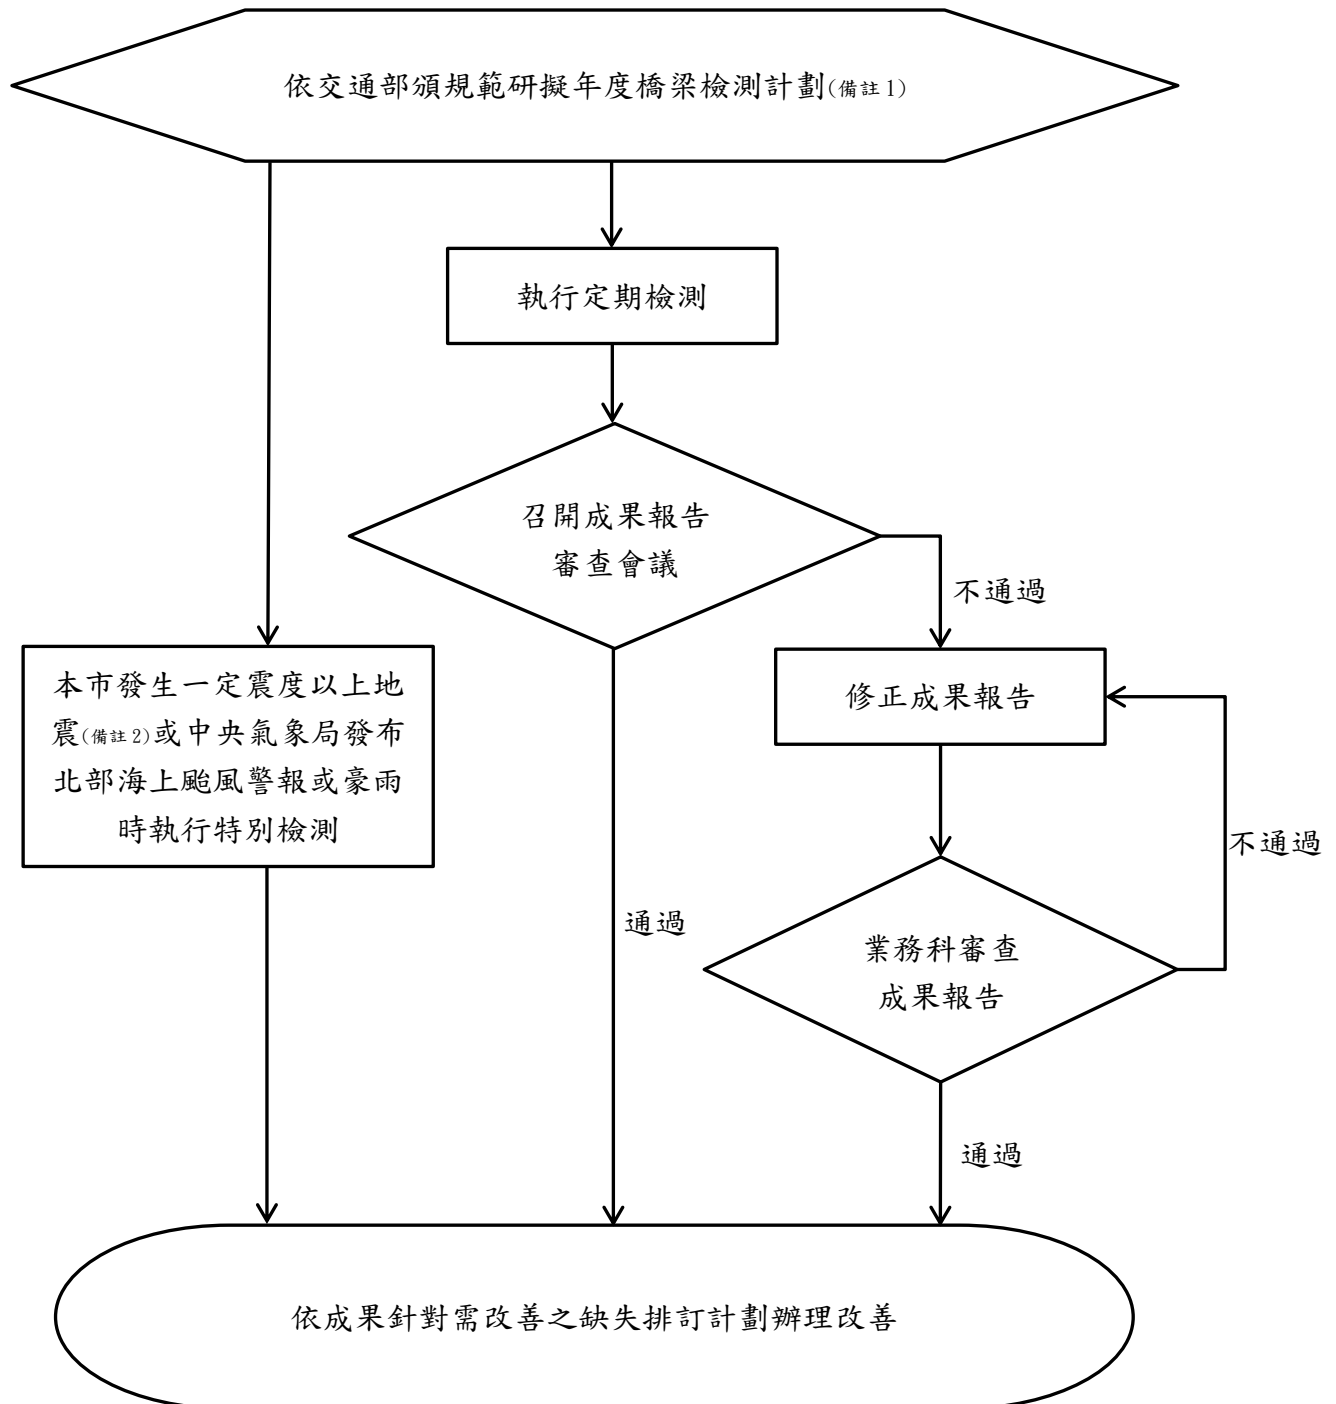 依交通部頒規範研擬年度橋梁檢測計劃(備註1)
執行定期檢測
召開成果報告
審查會議
不通過
本市發生一定震度以上地
震(備註2)或中央氣象局發布
北部海上颱風警報或豪雨
時執行特別檢測
修正成果報告
不通過
通過
業務科審查
成果報告
通過
依成果針對需改善之缺失排訂計劃辦理改善